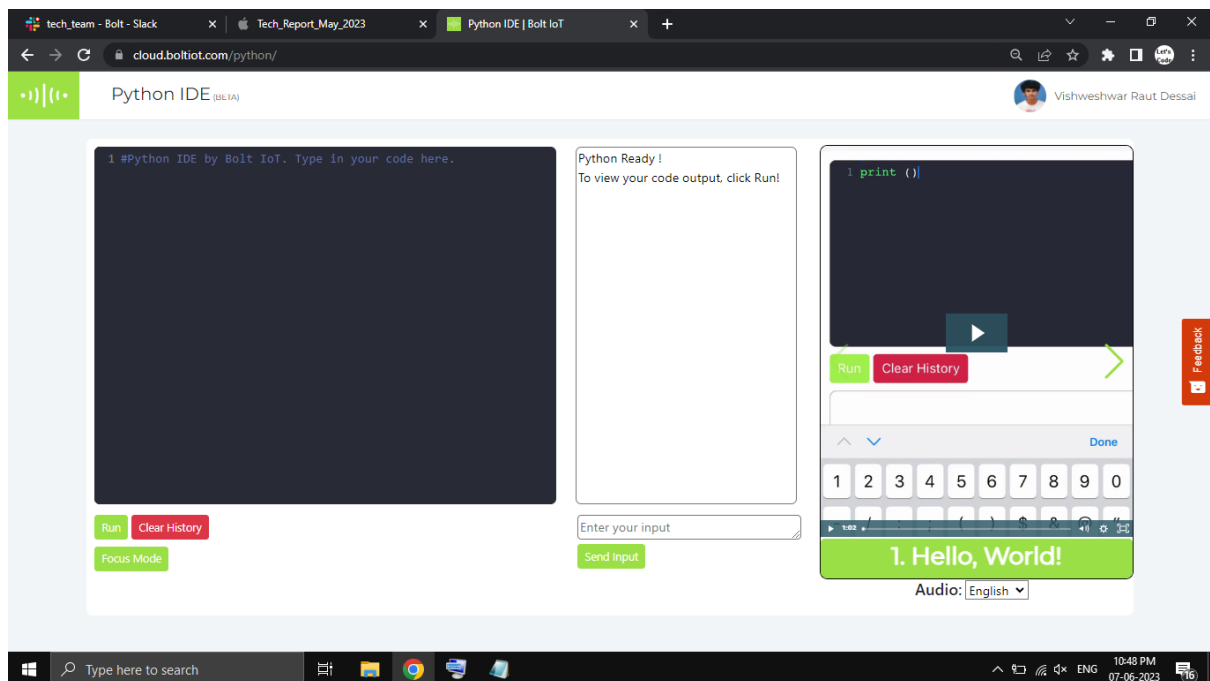 tech_team - Bolt - Slack
Tech_Report_May_2023
Python IDE | Bolt IoT
cloud.boltiot.com/python/
Let's
Code
Python IDE (BETA)
Vishweshwar Raut Dessai
1 #Python IDE by Bolt IoT. Type in your code here.
Python Ready !
To view your code output, click Run!
1 print ()
Run Clear History
Feedback
Done
1 2 3 4 5 6 7 8 9 0
1:02
1. Hello, World!
Audio: English
Run Clear History
Focus Mode
Enter your input
Send Input
Type here to search
ENG
10:48 PM
07-06-2023
16